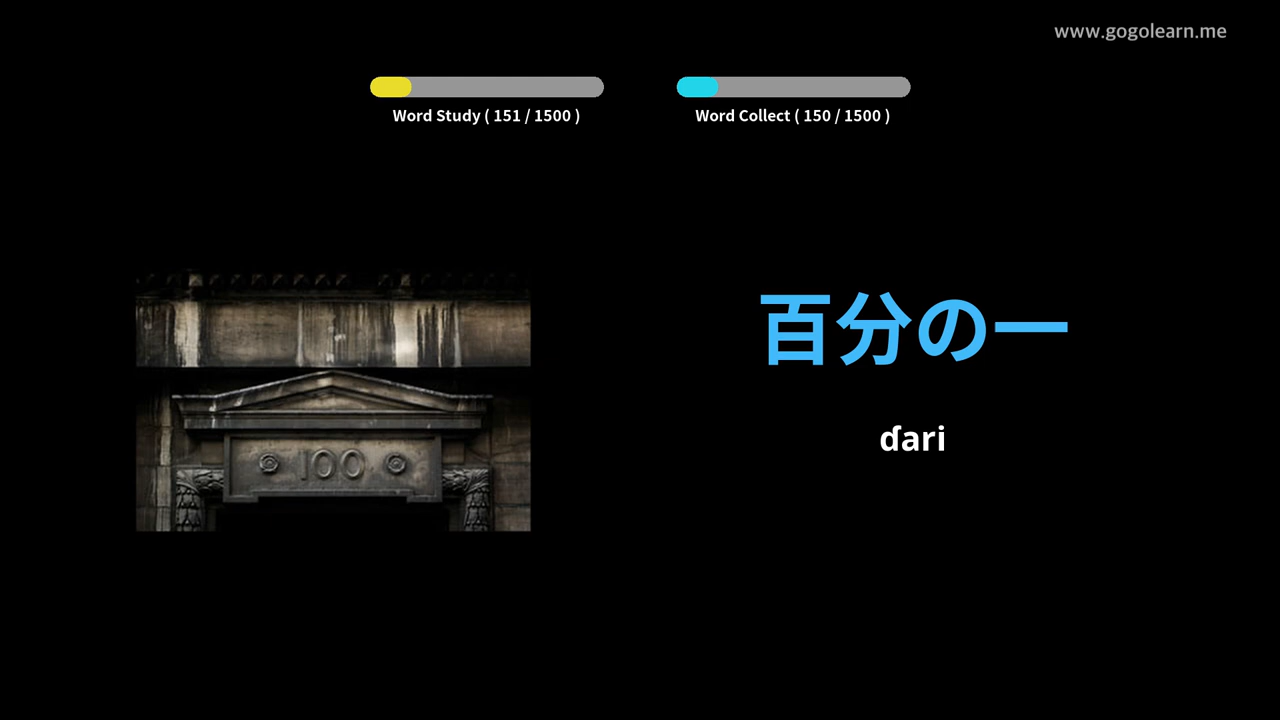 www.gogolearn.me
Word Study ( 151 / 1500 )
Word Collect ( 150 / 1500 )
百分の一
ɗari
100